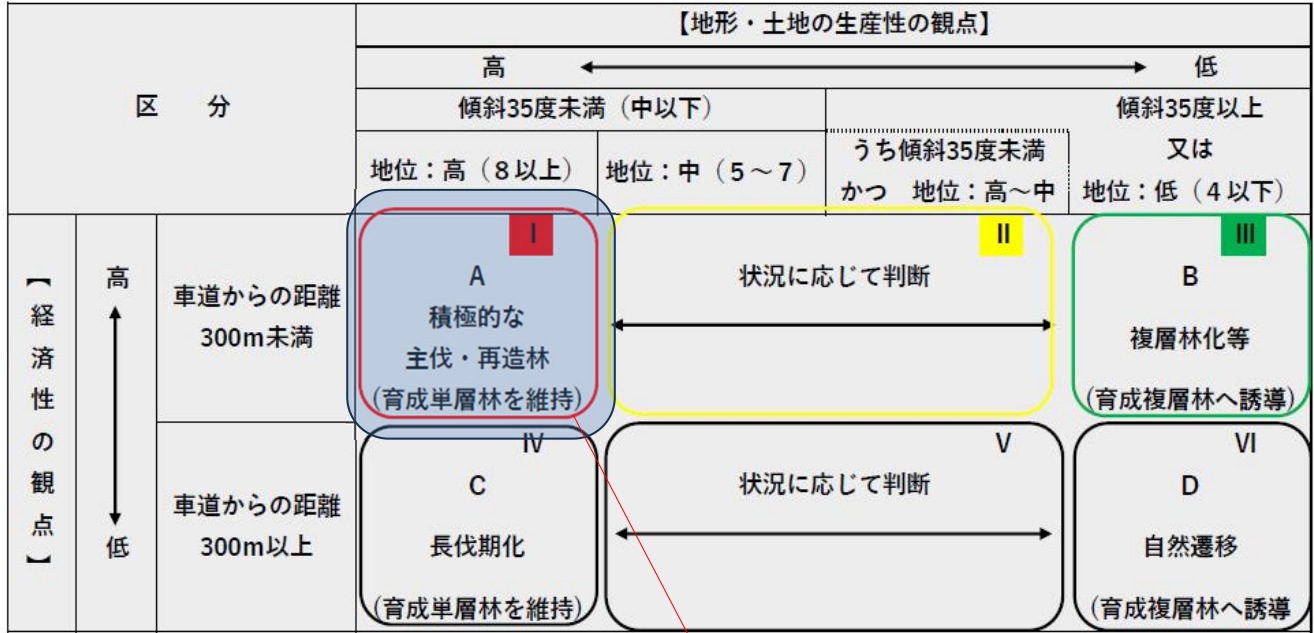 区 分
【地形・土地の生産性の観点】
高
低
傾斜35度未満（中以下）
傾斜35度以上
又は
地位：低（４以下）
地位：高（８以上）
地位：中（５～７）
うち傾斜35度未満
かつ 地位：高～中
【経済性の観点】
高
低
車道からの距離
300m未満
I
A
積極的な
主伐・再造林
(育成単層林を維持)
II
状況に応じて判断
III
B
複層林化等
(育成複層林へ誘導)
車道からの距離
300m以上
IV
C
長伐期化
(育成単層林を維持)
V
状況に応じて判断
VI
D
自然遷移
(育成複層林へ誘導